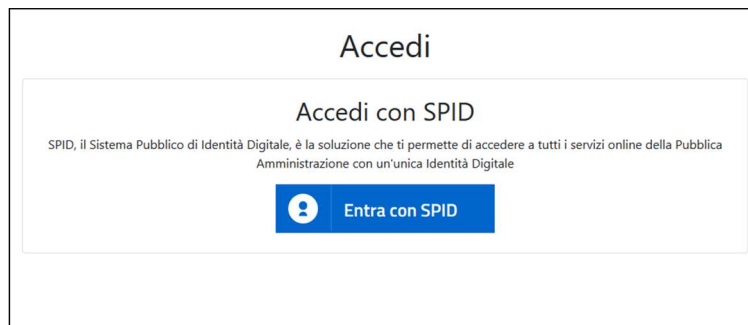 Accedi
Accedi con SPID
SPID, il Sistema Pubblico di Identità Digitale, è la soluzione che ti permette di accedere a tutti i servizi online della Pubblica
Amministrazione con un'unica Identità Digitale
Entra con SPID